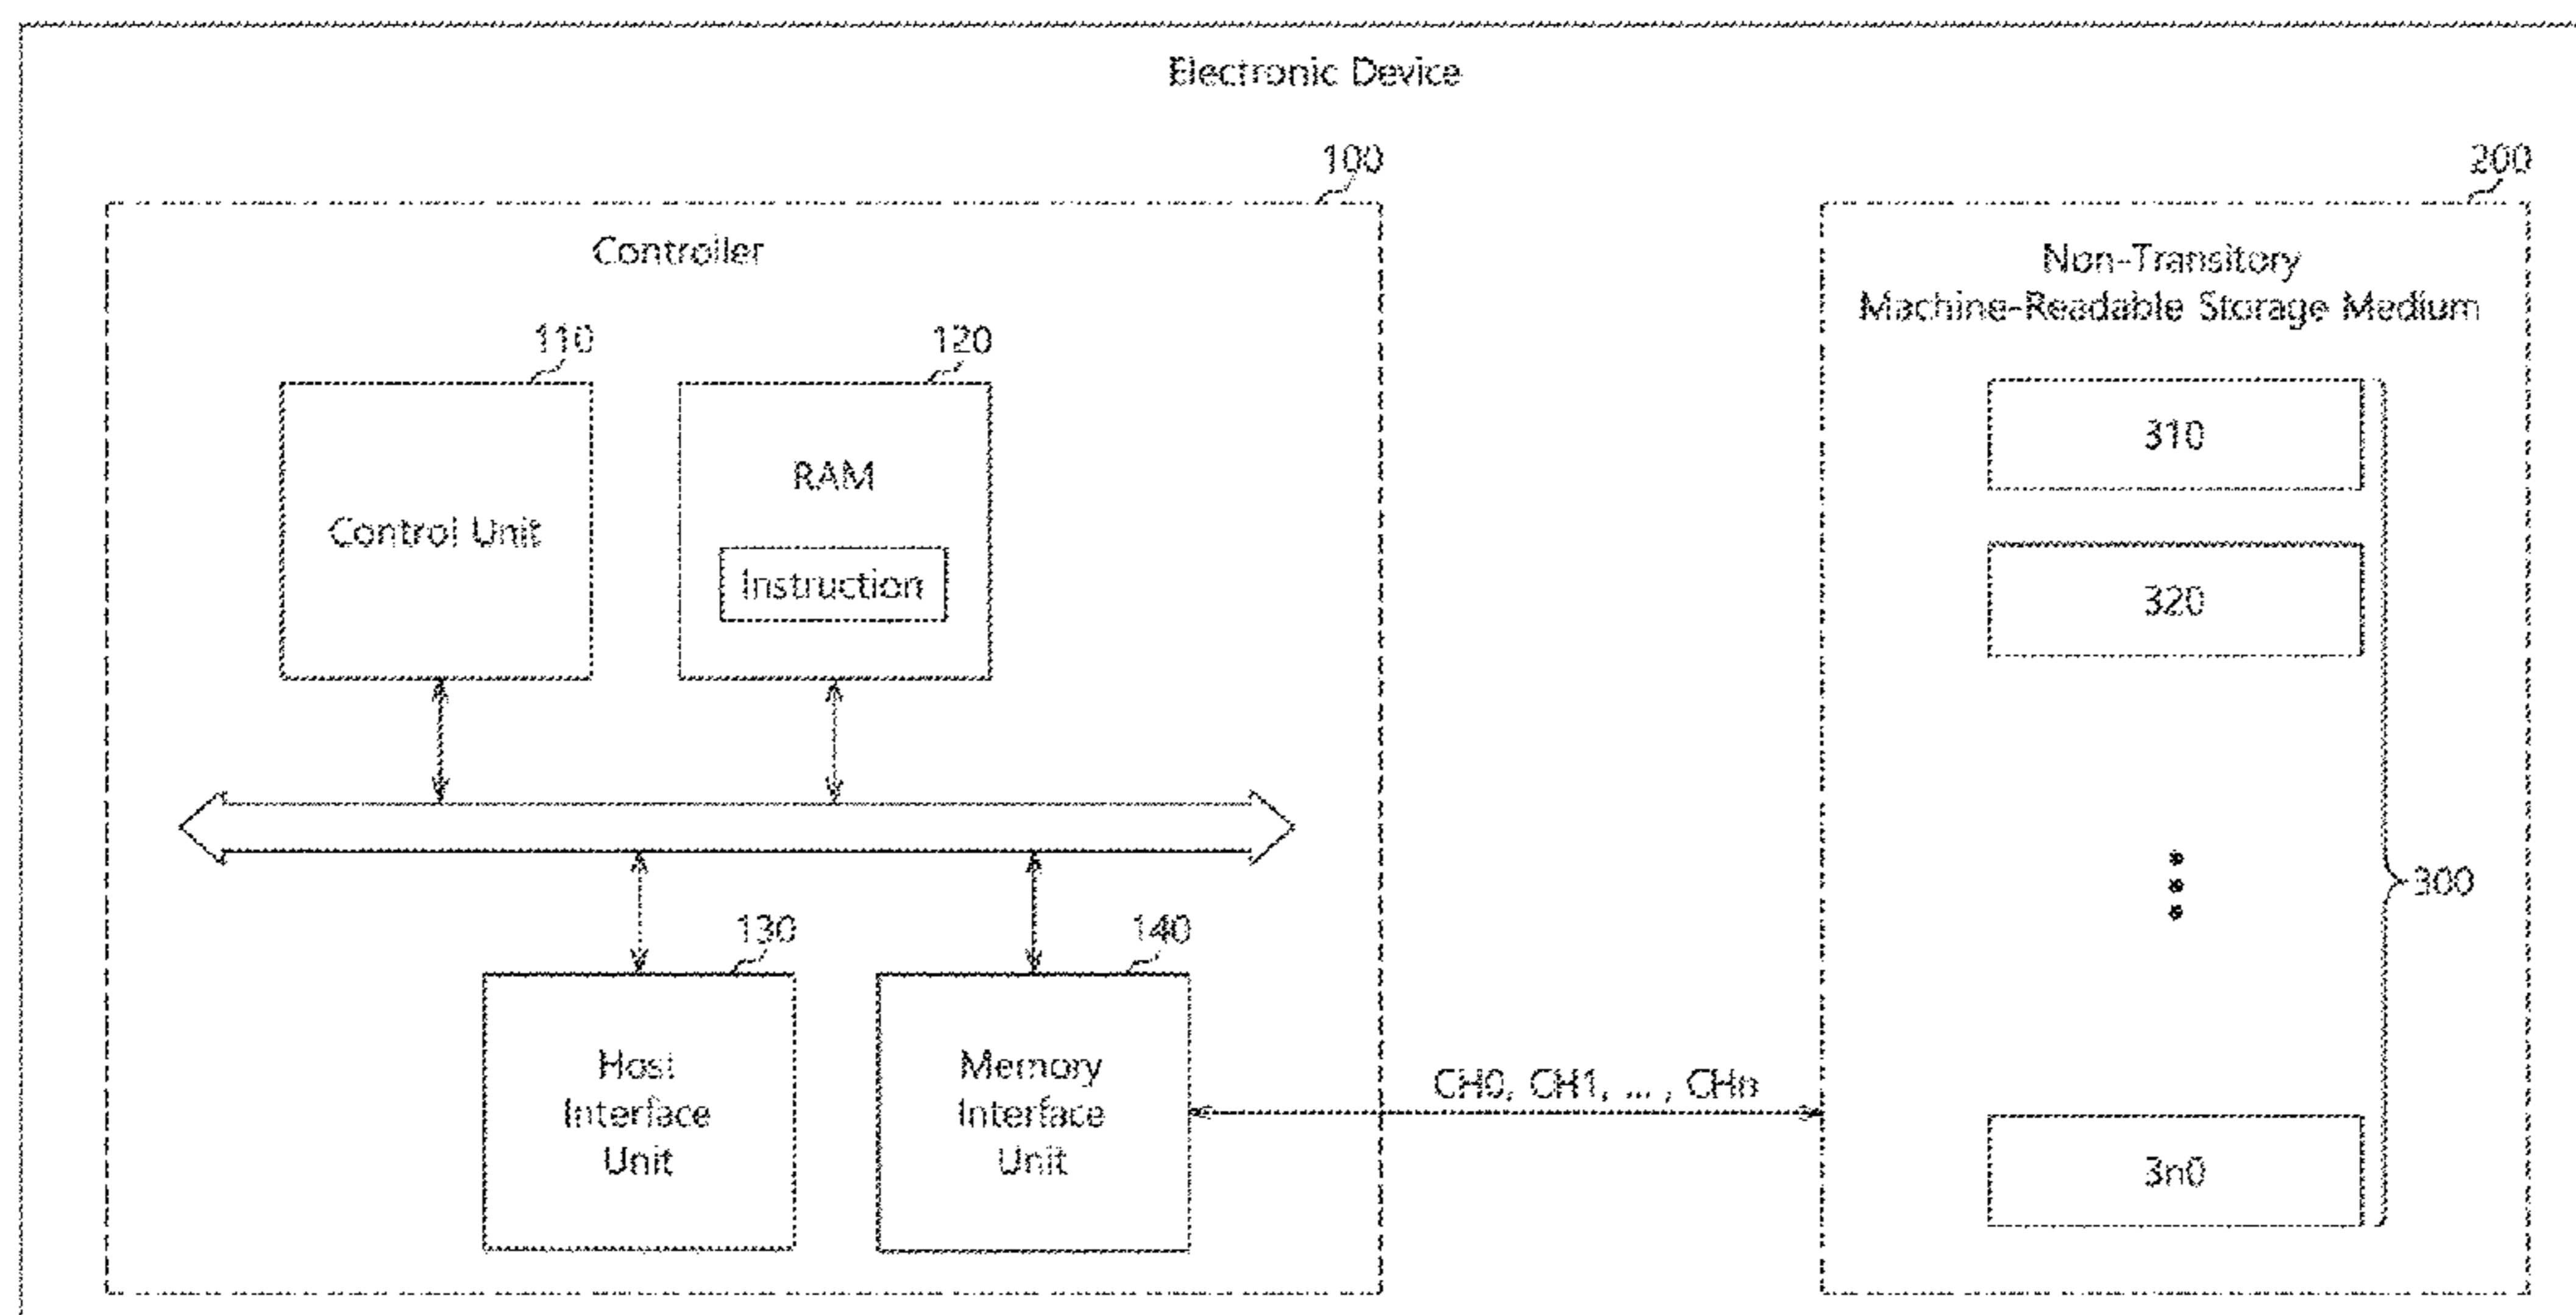 Electronic Device
100
200
Controller
Non-Transitory
Machine-Readable Storage Medium
110
120
310
RAM
Control Unit
Instruction
320
300
130
140
Host
Interface
Unit
Memory
Interface
Unit
CH0, CH1, ... , CHn
3n0